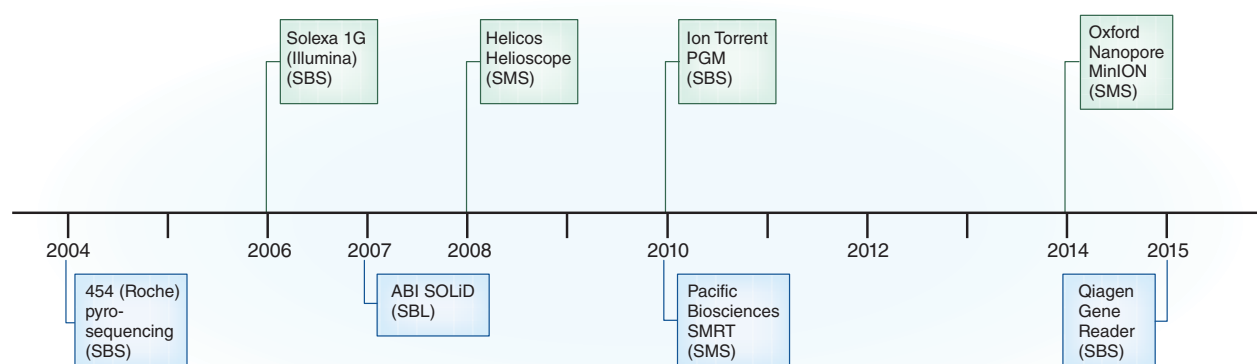 Solexa 1G
(Illumina)
(SBS)
Helicos
Helioscope
(SMS)
Ion Torrent
PGM
(SBS)
Oxford
Nanopore
MinION
(SMS)
2004
2006
2007
2008
2010
2012
2014
2015
454 (Roche)
pyro-
sequencing
(SBS)
ABI SOLiD
(SBL)
Pacific
Biosciences
SMRT
(SMS)
Qiagen
Gene
Reader
(SBS)